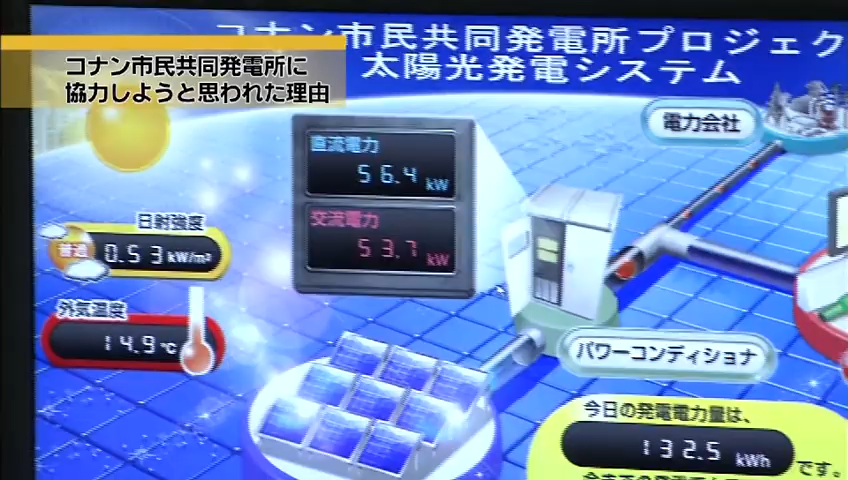 コナン市民共同発電所プロジェク
太陽光発電システム
コナン市民共同発電所に
協力しようと思われた理由
電力会社
直流電力
56.4 kW
交流電力
53.7 kW
日射強度
普通
0.53 kW/m²
外気温度
14.9 ℃
パワーコンディショナ
今日の発電電力量は、
132.5 kWh
です。